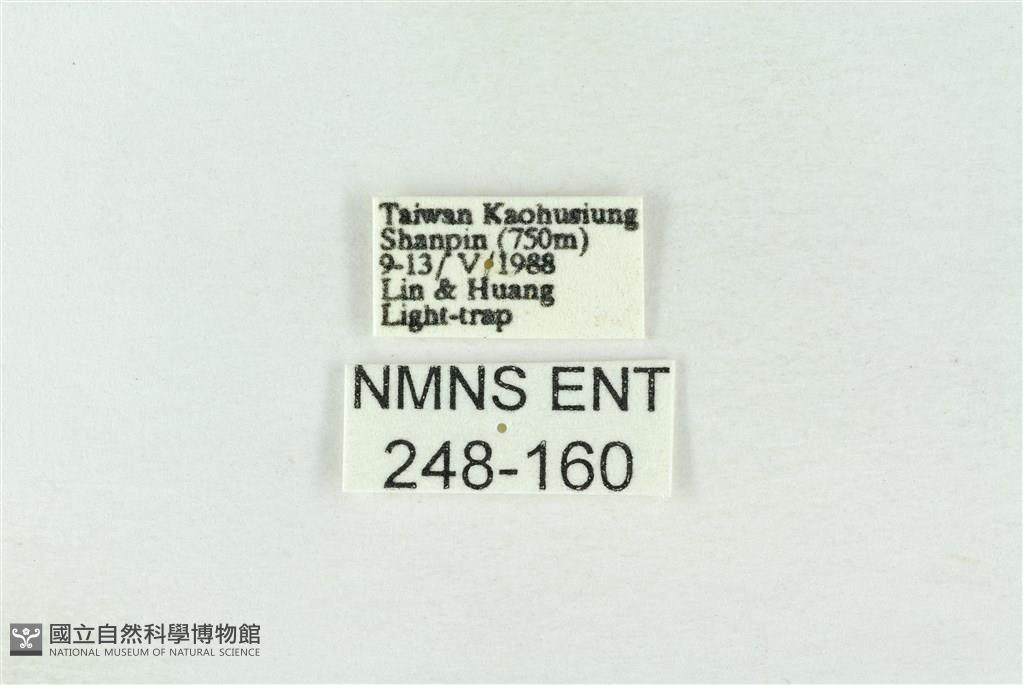 Taiwan Kaohusiung
Shanpin (750m)
9-13/ V/1988
Lin & Huang
Light-trap
NMNS ENT
248-160
國立自然科學博物館
NATIONAL MUSEUM OF NATURAL SCIENCE